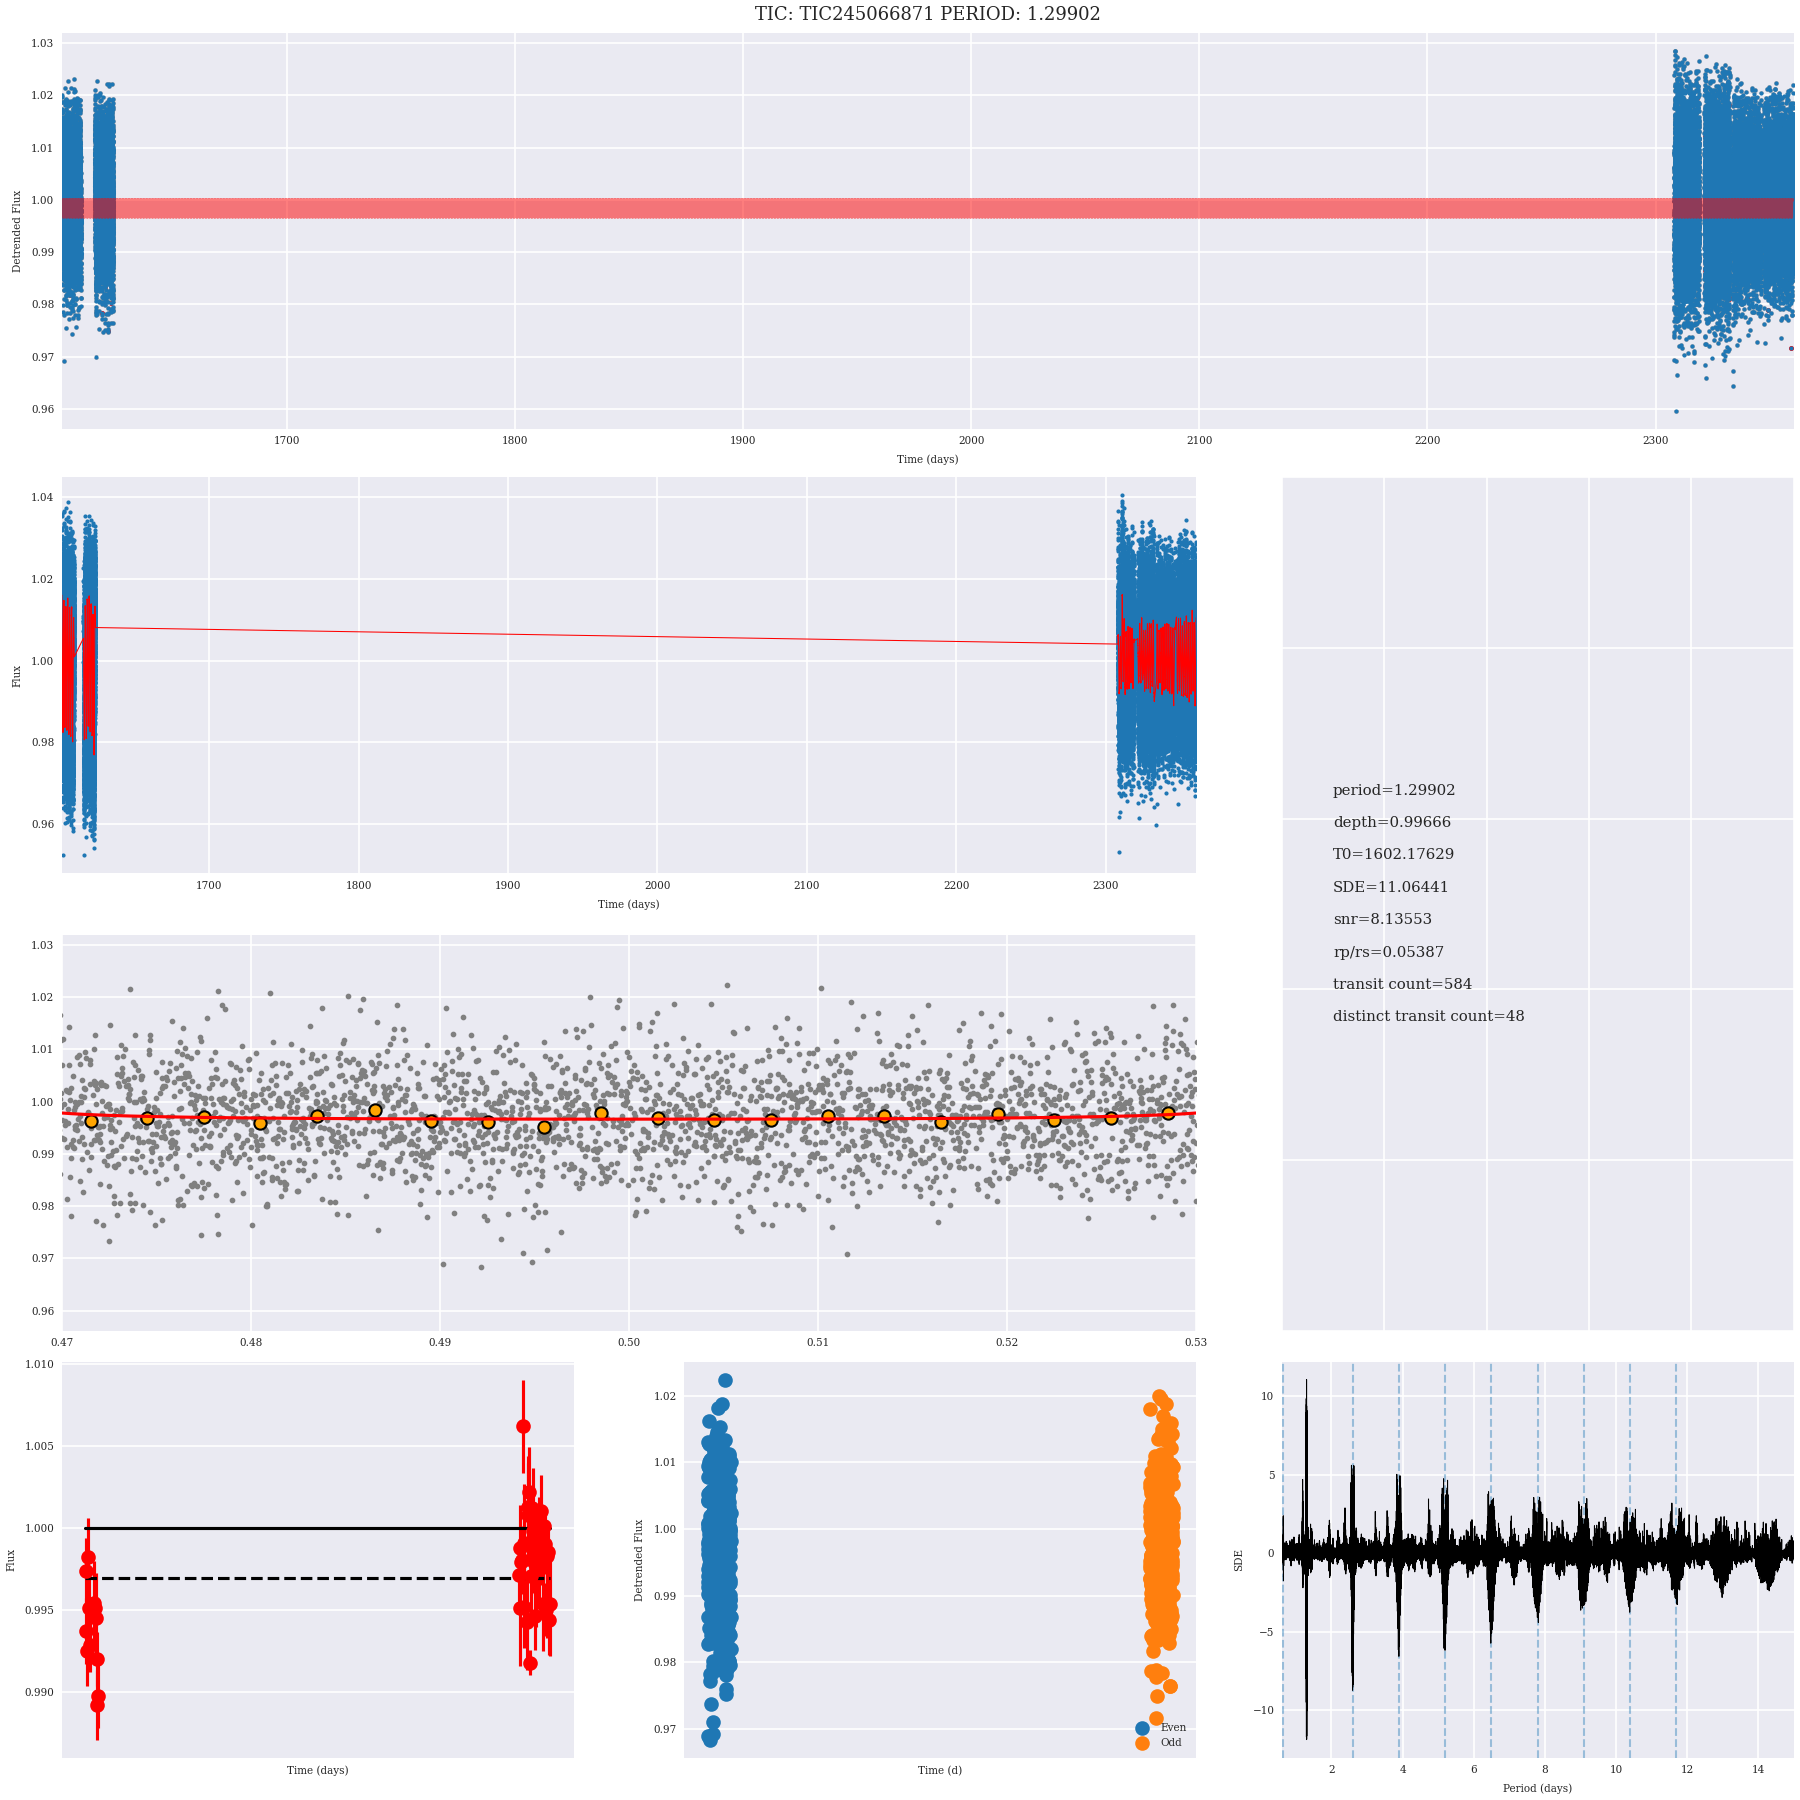 TIC: TIC245066871 PERIOD: 1.29902
1.03
1.02
1.01
1.00
0.99
0.98
0.97
0.96
Detrended Flux
1700 1800 1900 2000 2100 2200 2300
Time (days)
1.04
1.02
1.00
0.98
0.96
Flux
1700 1800 1900 2000 2100 2200 2300
Time (days)
period=1.29902
depth=0.99666
T0=1602.17629
SDE=11.06441
snr=8.13553
rp/rs=0.05387
transit count=584
distinct transit count=48
1.03
1.02
1.01
1.00
0.99
0.98
0.97
0.96
0.47 0.48 0.49 0.50 0.51 0.52 0.53
1.010
1.005
1.000
0.995
0.990
Flux
Time (days)
1.02
1.01
1.00
0.99
0.98
0.97
Detrended Flux
Even
Odd
Time (d)
10
5
0
−5
−10
SDE
2 4 6 8 10 12 14
Period (days)